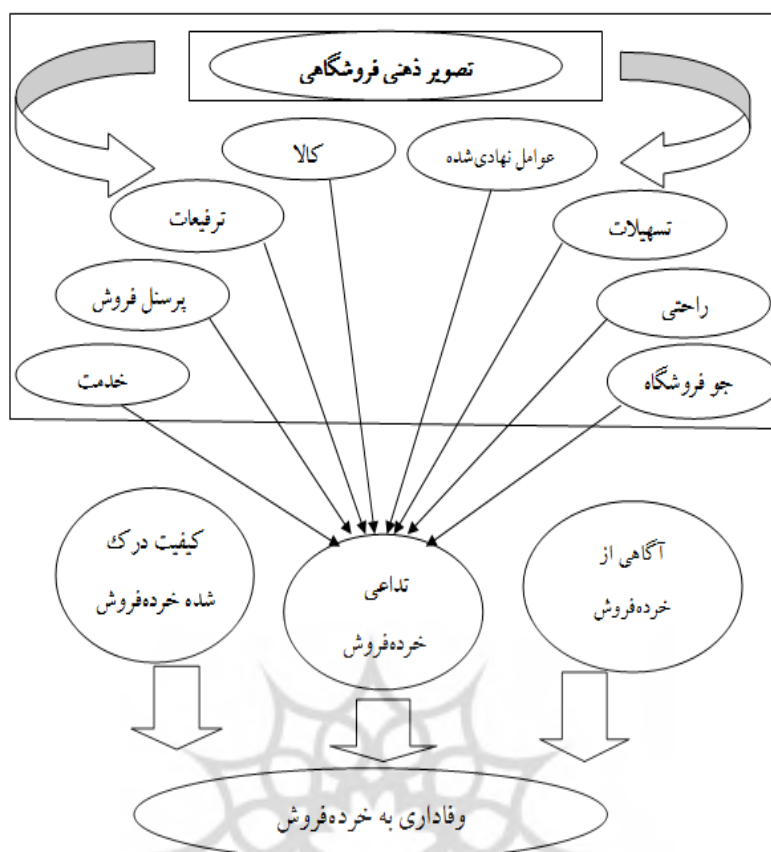 تصویر ذهنی فروشگاهی
عوامل نهادی‌شده
کالا
تسهیلات
ترفیعات
راحتی
پرسنل فروش
جو فروشگاه
خدمت
آگاهی از
خرده‌فروش
تداعی
خرده‌فروش
کیفیت درک
شده خرده‌فروش
وفاداری به خرده‌فروش